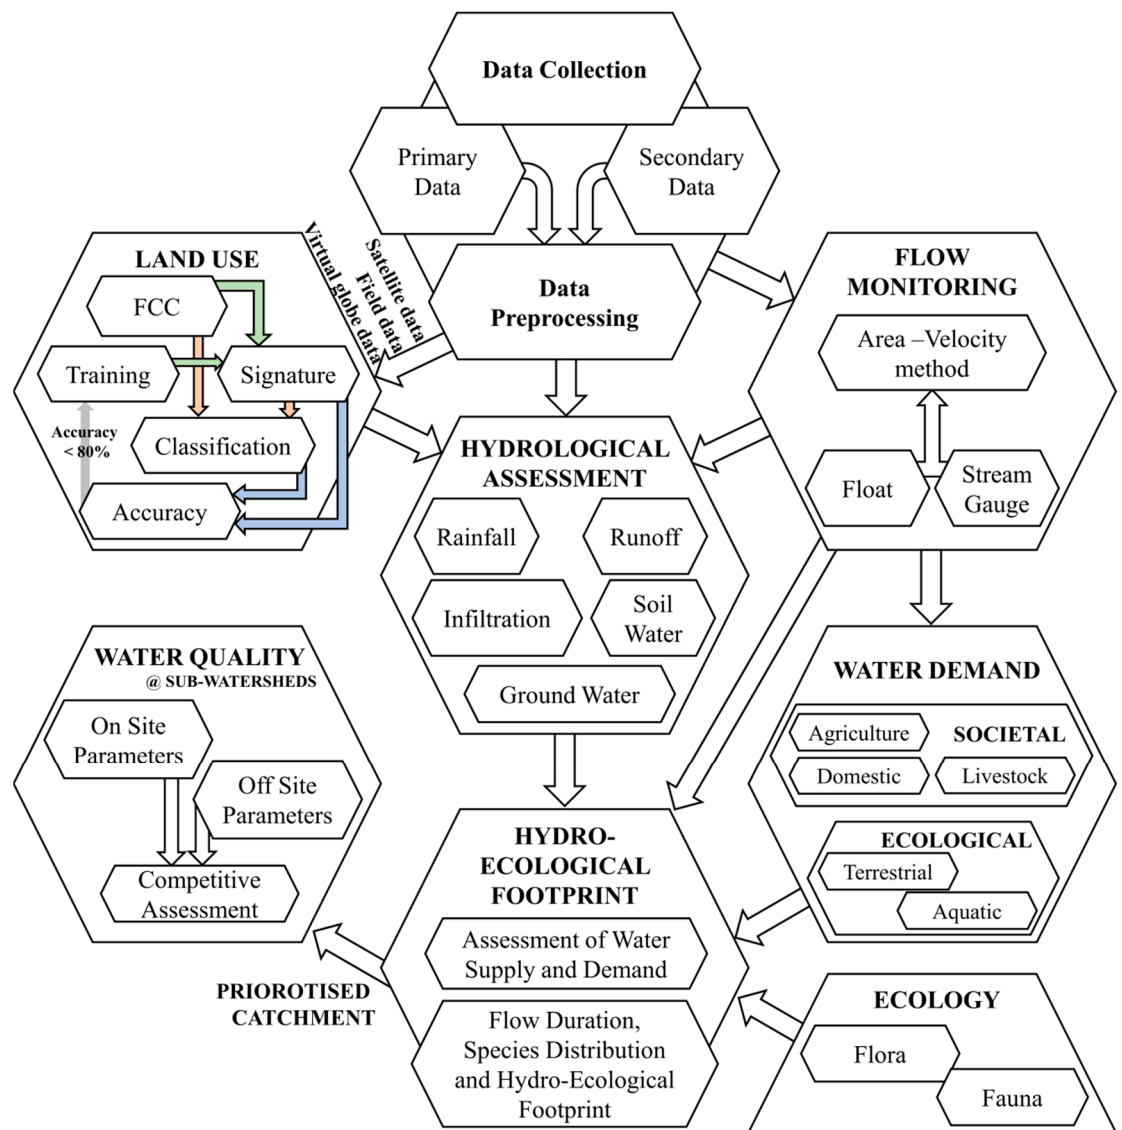 Data Collection
Primary
Data
Secondary
Data
Data
Preprocessing
Virtual globe data
Field data
Satellite data
LAND USE
FCC
Training
Signature
Classification
Accuracy
< 80%
Accuracy
FLOW
MONITORING
Area –Velocity
method
Float
Stream
Gauge
HYDROLOGICAL
ASSESSMENT
Rainfall
Runoff
Infiltration
Soil
Water
Ground Water
WATER QUALITY
@ SUB-WATERSHEDS
On Site
Parameters
Off Site
Parameters
Competitive
Assessment
WATER DEMAND
Agriculture
SOCIETAL
Domestic
Livestock
ECOLOGICAL
Terrestrial
Aquatic
HYDRO-
ECOLOGICAL
FOOTPRINT
Assessment of Water
Supply and Demand
Flow Duration,
Species Distribution
and Hydro-Ecological
Footprint
PRIOROTISED
CATCHMENT
ECOLOGY
Flora
Fauna